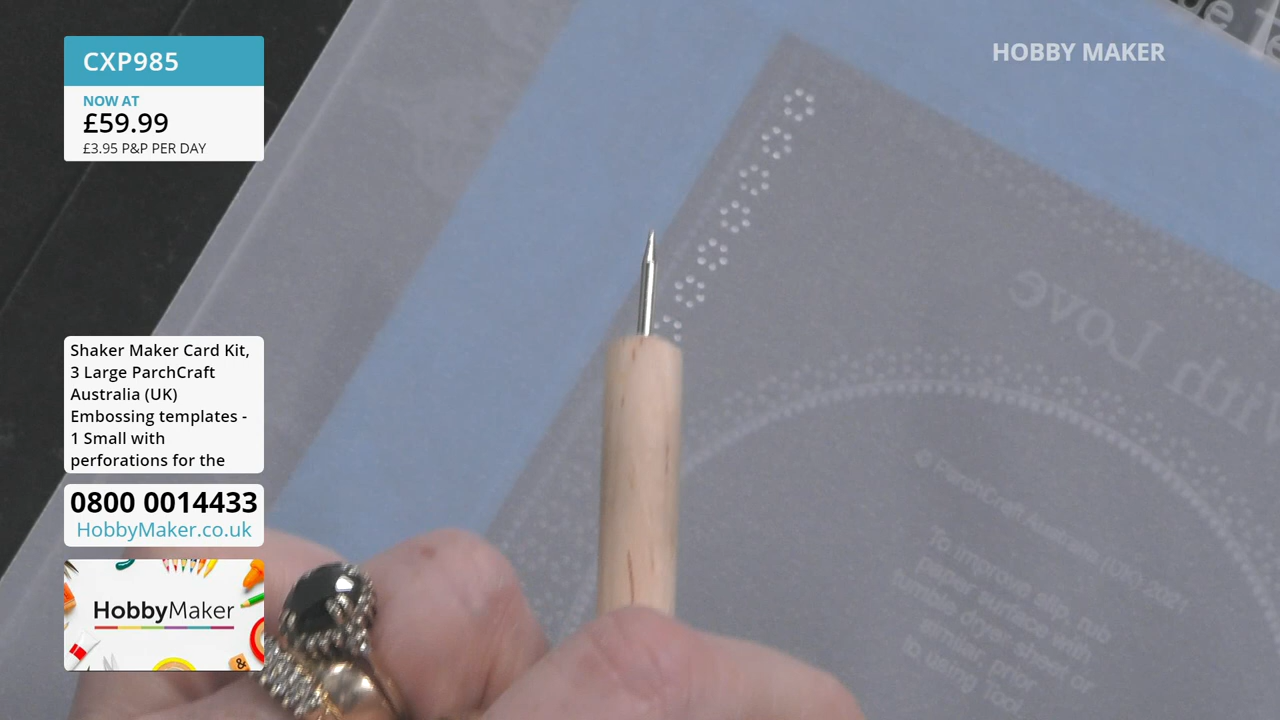 CXP985
NOW AT
£59.99
£3.95 P&P PER DAY
HOBBY MAKER
Shaker Maker Card Kit,
3 Large ParchCraft
Australia (UK)
Embossing templates -
1 Small with
perforations for the
0800 0014433
HobbyMaker.co.uk
HobbyMaker
&
With Love
© ParchCraft Australia (UK) 2021
To improve ease, rub
paper surface with
tumble dryer sheet or
similar, prior
to using Tool